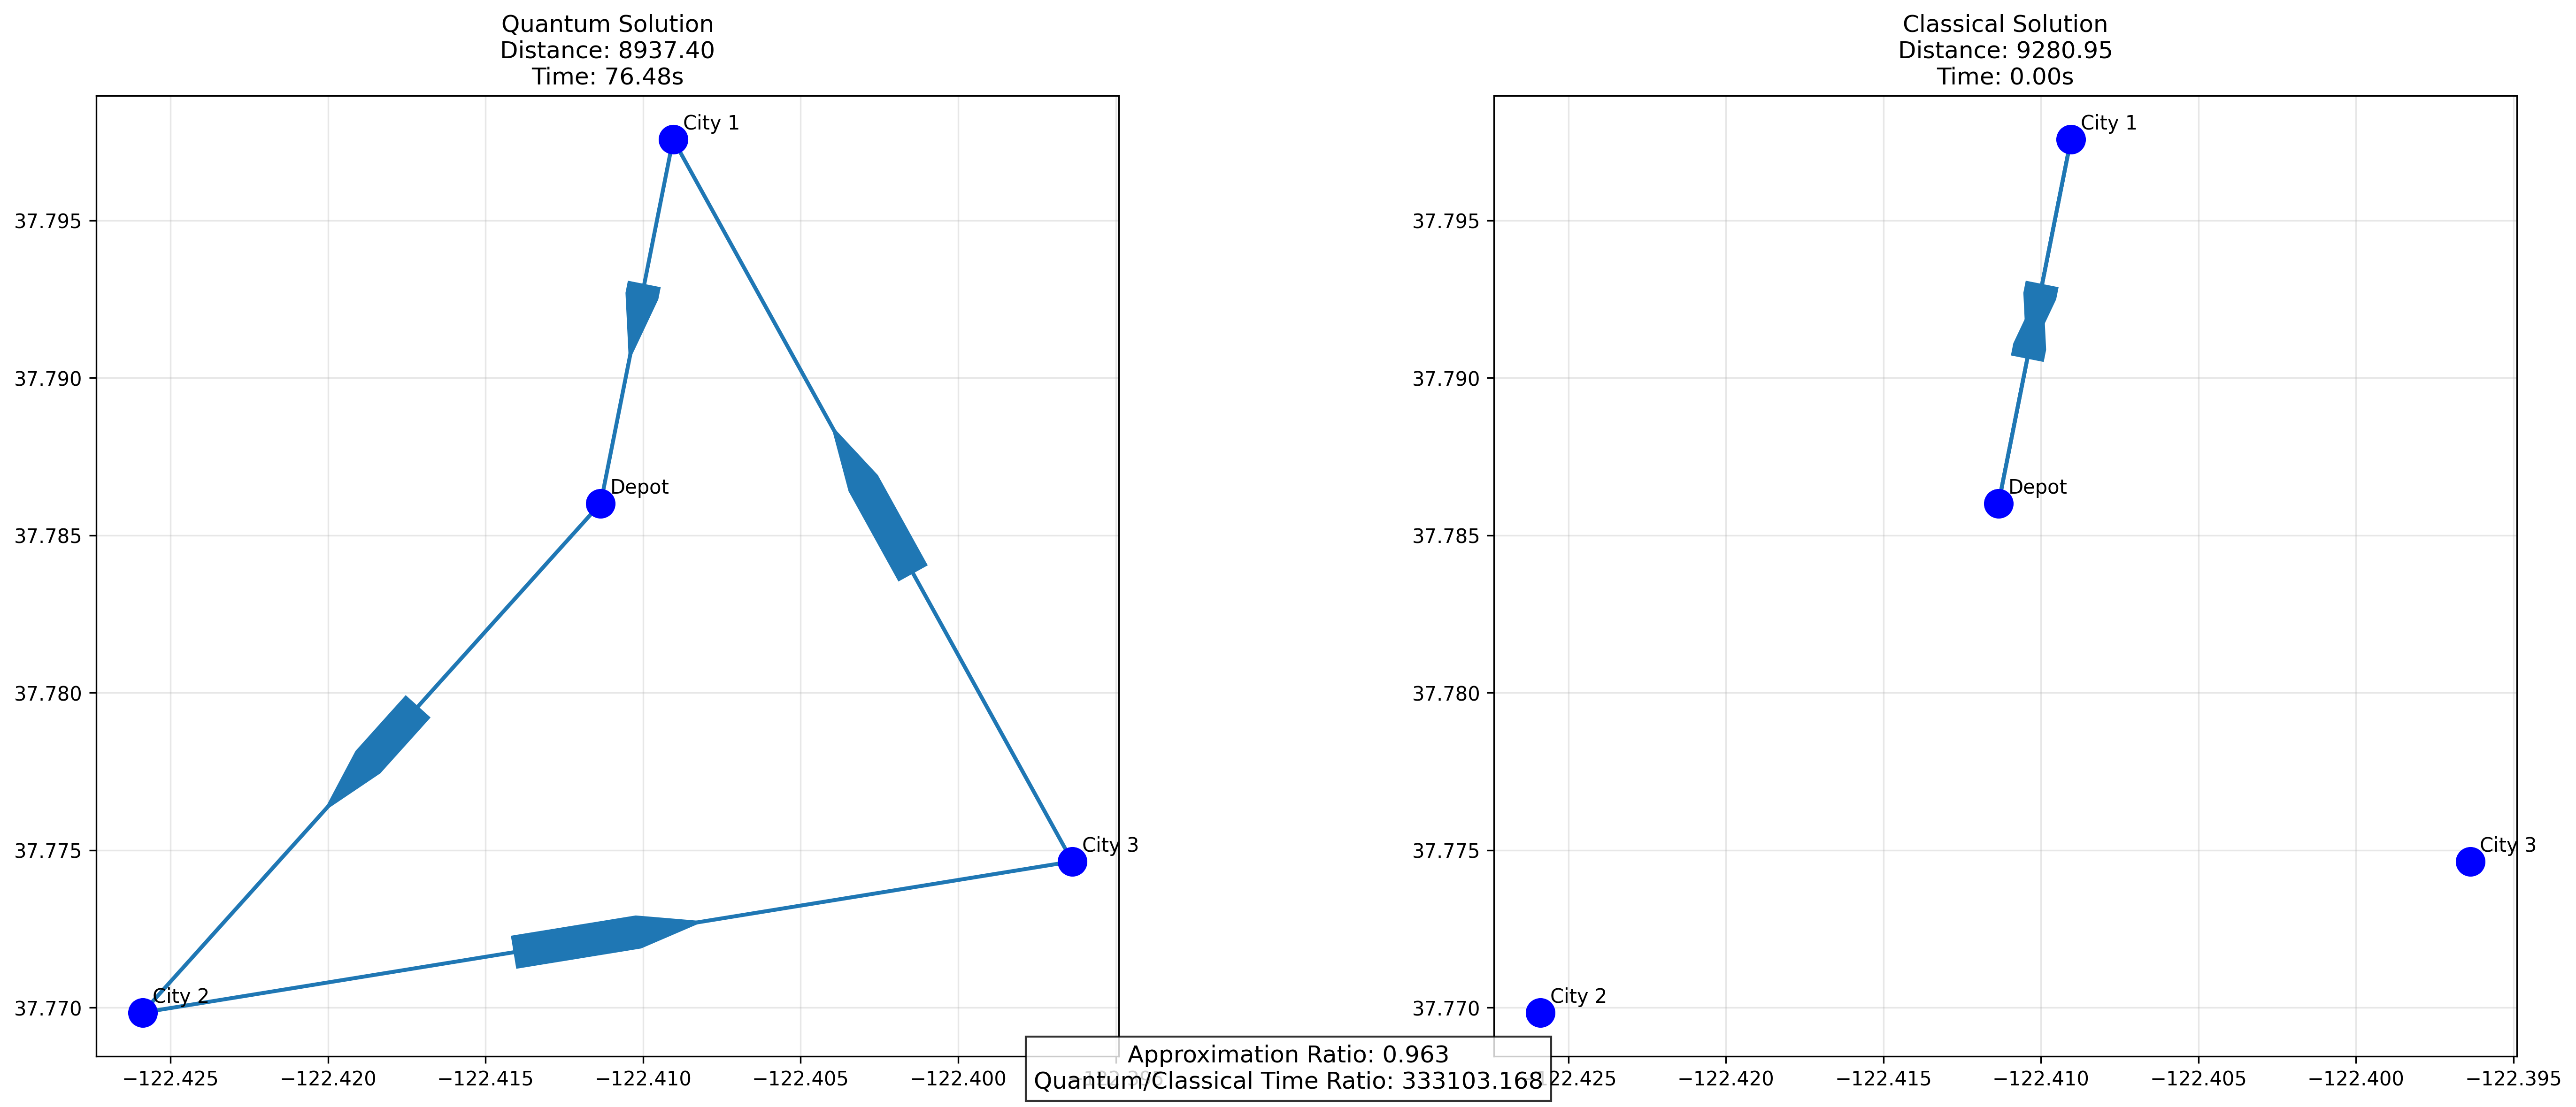 Quantum Solution
Distance: 8937.40
Time: 76.48s
City 1
37.795
37.790
Depot
37.785
37.780
City 3
37.775
City 2
37.770
−122.425
−122.420
−122.415
−122.410
−122.405
−122.400
−122.395
Classical Solution
Distance: 9280.95
Time: 0.00s
City 1
37.795
37.790
Depot
37.785
37.780
City 3
37.775
City 2
37.770
−122.420
−122.415
−122.410
−122.405
−122.400
−122.395
Approximation Ratio: 0.963
Quantum/Classical Time Ratio: 333103.168